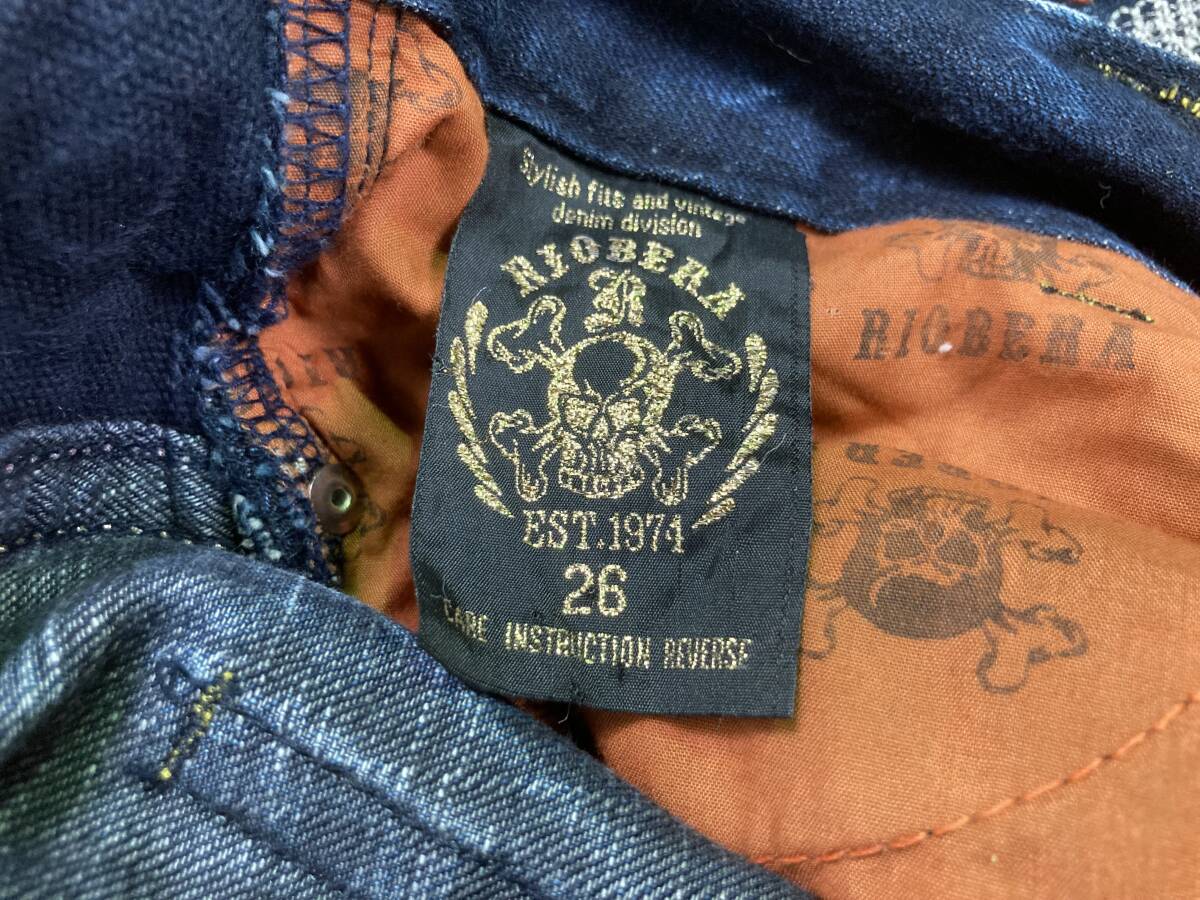 Stylish fits and vintage
denim division
RIOBERA
R
EST.1974
26
CARE INSTRUCTION REVERSE
RIOBERA